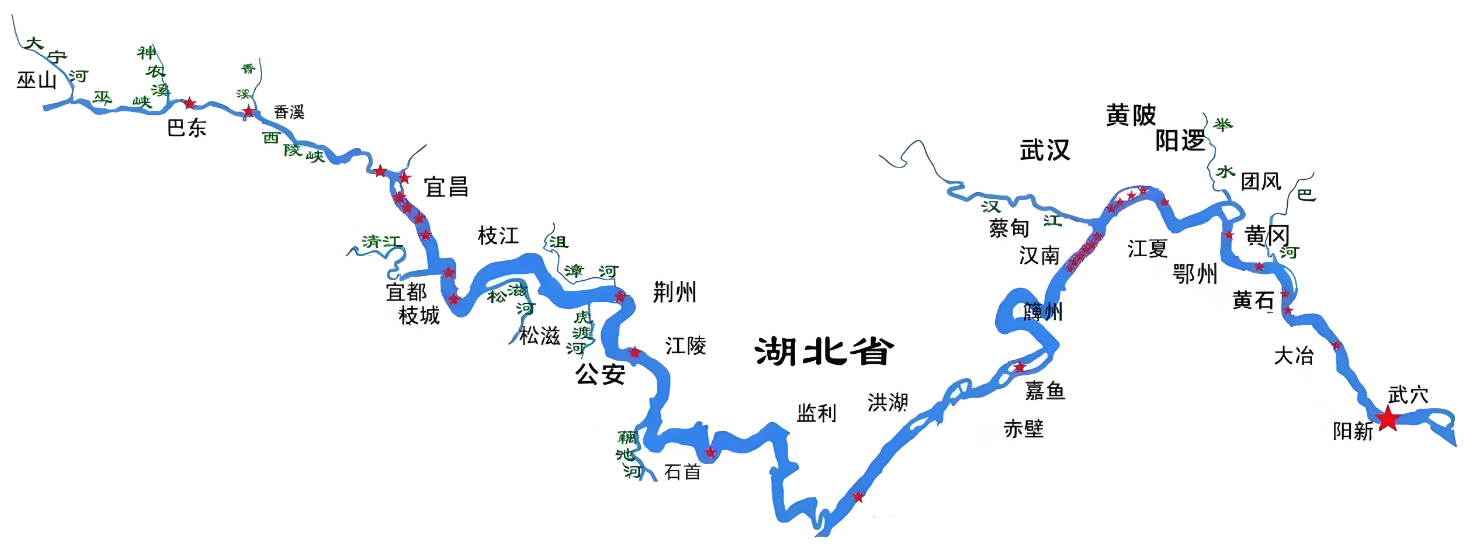 大宁河
巫山
巫峡
神农溪
巴东
香溪
香溪
西陵峡
宜昌
清江
宜都
枝城
枝江
松滋河
松滋
沮漳河
荆州
虎渡河
公安
江陵
藕池河
石首
湖北省
监利
洪湖
赤壁
嘉鱼
簰州
汉南
蔡甸
汉江
武汉
黄陂
阳逻
江夏
举水
团风
巴河
黄冈
鄂州
黄石
大冶
武穴
阳新